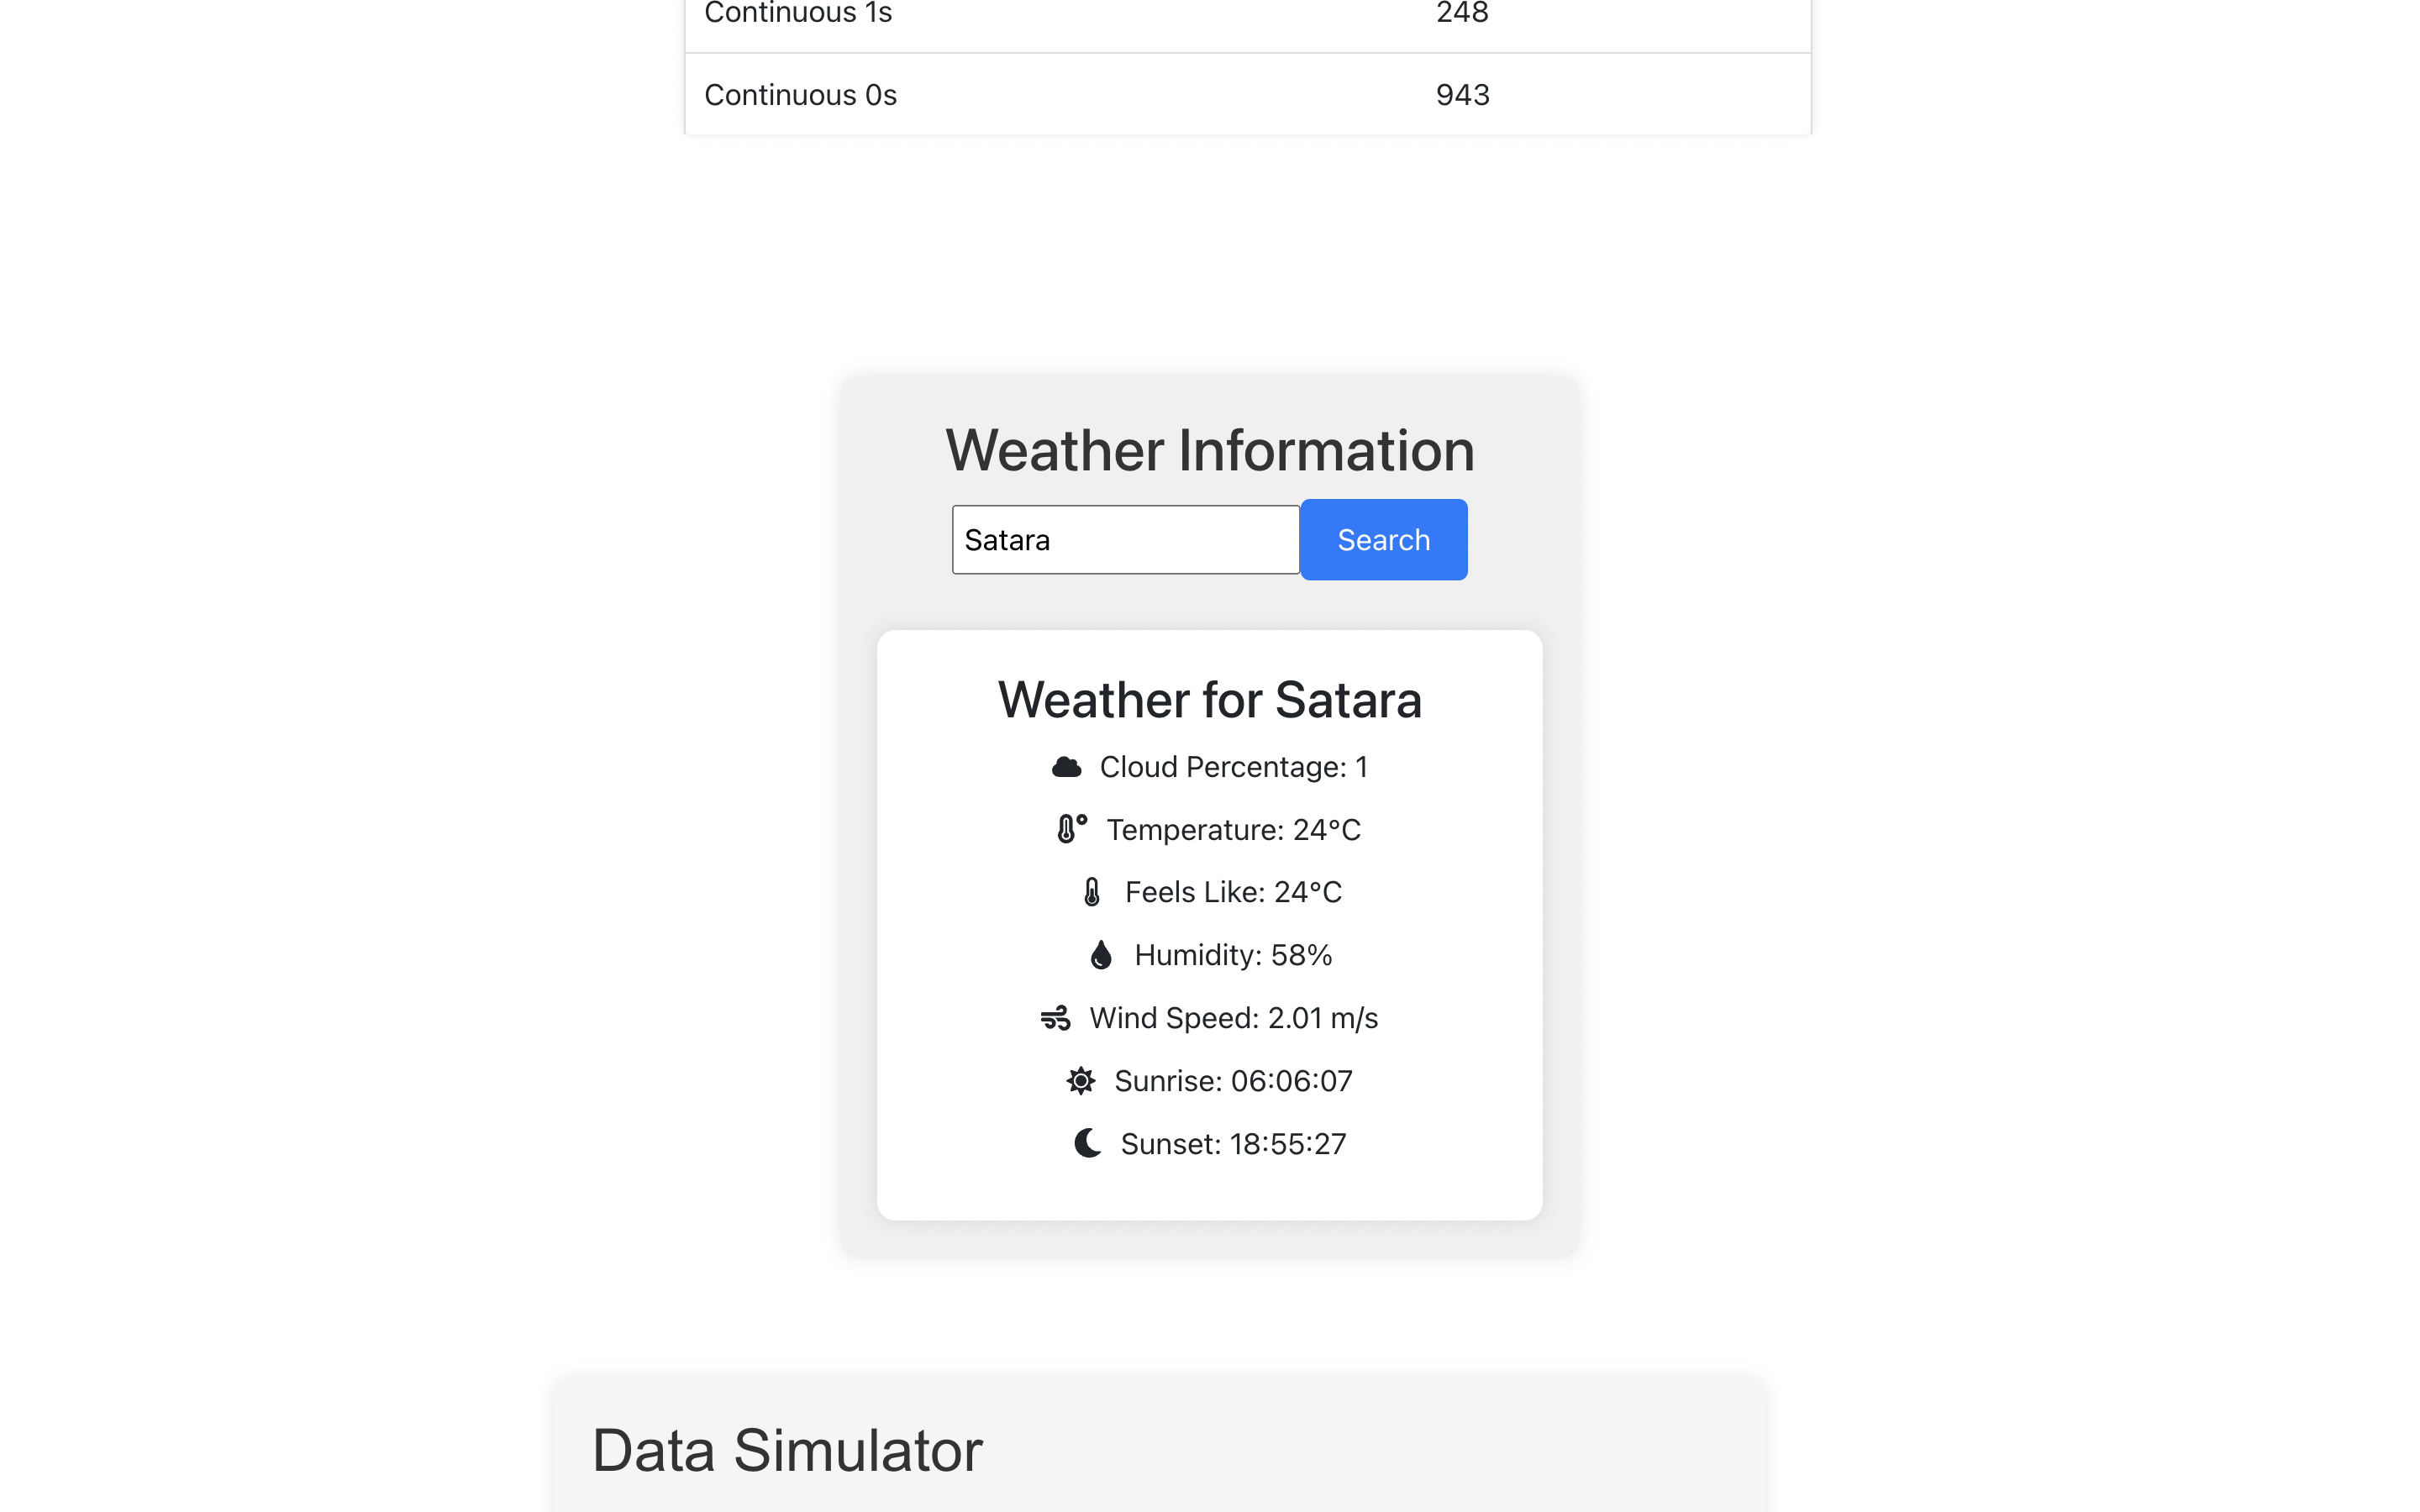 Continuous 1s 248
Continuous 0s 943
Weather Information
Satara Search
Weather for Satara
Cloud Percentage: 1
Temperature: 24°C
Feels Like: 24°C
Humidity: 58%
Wind Speed: 2.01 m/s
Sunrise: 06:06:07
Sunset: 18:55:27
Data Simulator